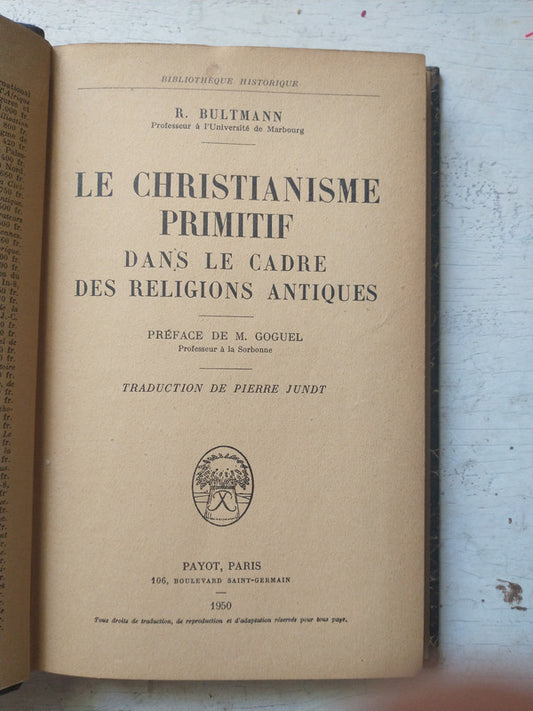 BIBLIOTHÈQUE HISTORIQUE
R. BULTMANN
Professeur à l'Université de Marbourg
LE CHRISTIANISME
PRIMITIF
DANS LE CADRE
DES RELIGIONS ANTIQUES
PRÉFACE DE M. GOGUEL
Professeur à la Sorbonne
TRADUCTION DE PIERRE JUNDT
PAYOT, PARIS
106, BOULEVARD SAINT-GERMAIN
1950
Tous droits de traduction, de reproduction et d'adaptation réservés pour tous pays.